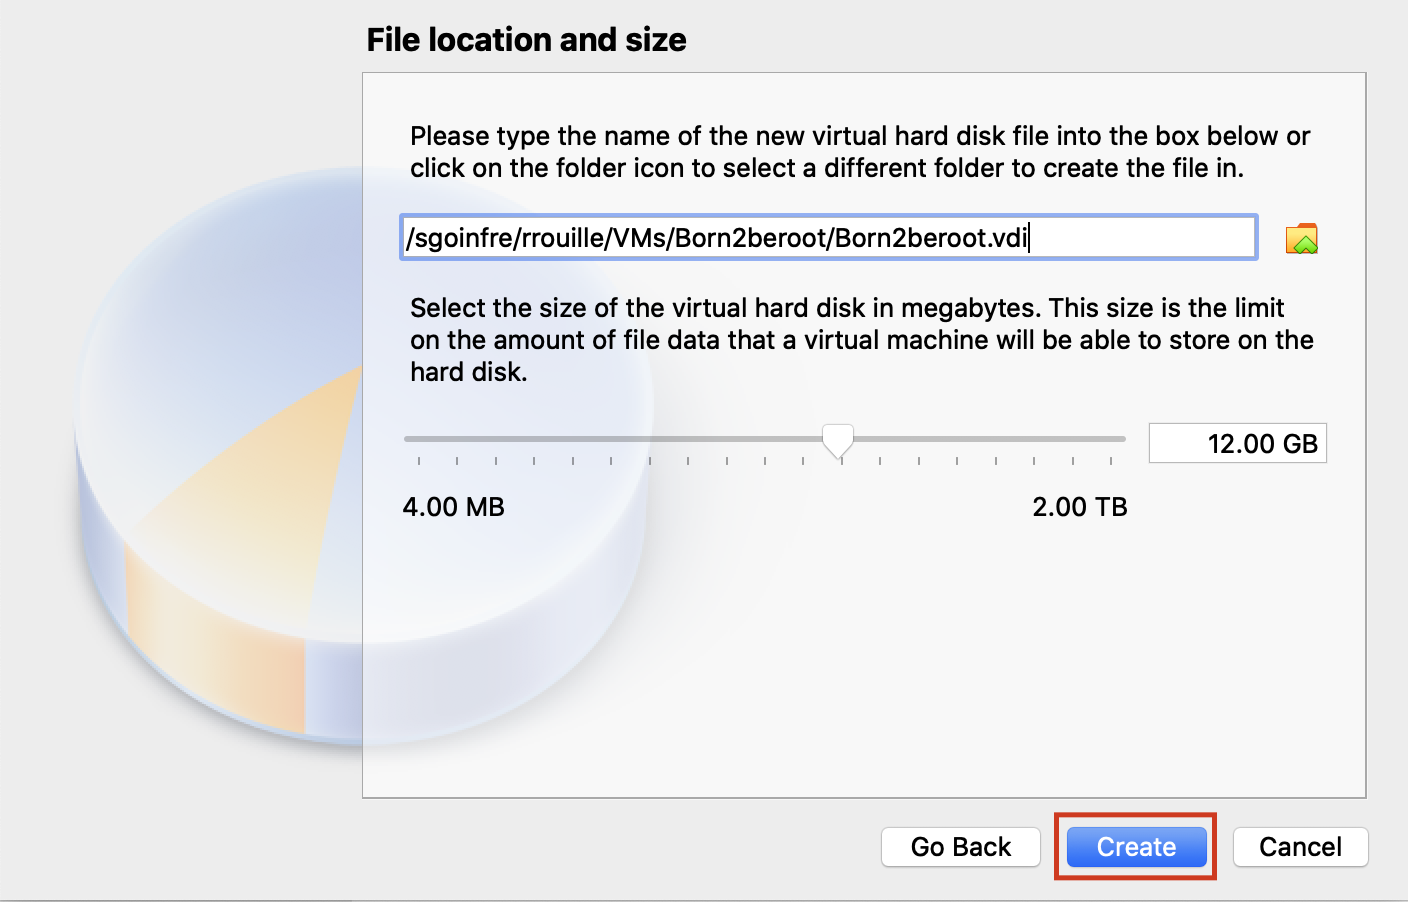 File location and size
Please type the name of the new virtual hard disk file into the box below or
click on the folder icon to select a different folder to create the file in.
/sgoinfre/rrouille/VMs/Born2beroot/Born2beroot.vdi
Select the size of the virtual hard disk in megabytes. This size is the limit
on the amount of file data that a virtual machine will be able to store on the
hard disk.
12.00 GB
4.00 MB
2.00 TB
Go Back
Create
Cancel